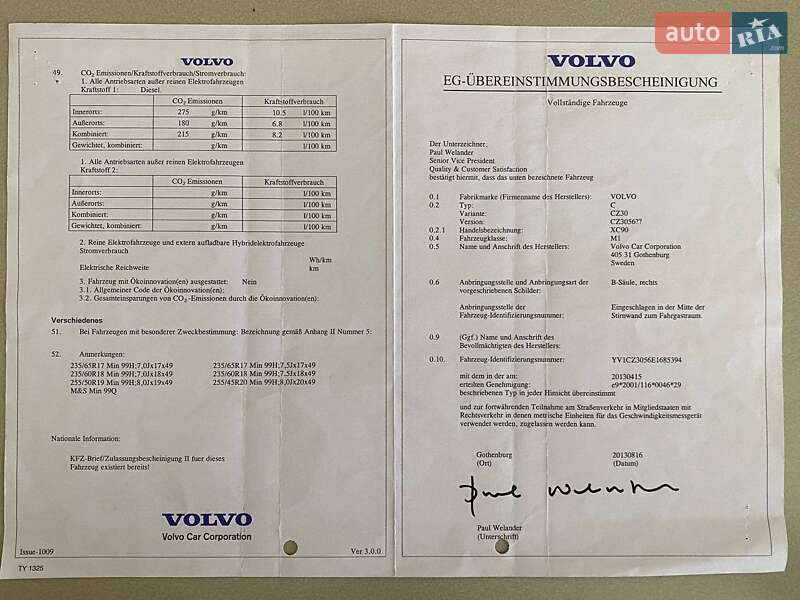 auto RIA.com
VOLVO
49. CO2 Emissionen/Kraftstoffverbrauch/Stromverbrauch:
1. Alle Antriebsarten außer reinen Elektrofahrzeugen
Kraftstoff 1: Diesel.
CO2 Emissionen Kraftstoffverbrauch
Innerorts: 275 g/km 10.5 l/100 km
Außerorts: 180 g/km 6.8 l/100 km
Kombiniert: 215 g/km 8.2 l/100 km
Gewichtet, kombiniert: g/km l/100 km
1. Alle Antriebsarten außer reinen Elektrofahrzeugen
Kraftstoff 2:
CO2 Emissionen Kraftstoffverbrauch
Innerorts: g/km l/100 km
Außerorts: g/km l/100 km
Kombiniert: g/km l/100 km
Gewichtet, kombiniert: g/km l/100 km
2. Reine Elektrofahrzeuge und extern aufladbare Hybridelektrofahrzeuge
Stromverbrauch Wh/km
Elektrische Reichweite km
3. Fahrzeug mit Ökoinnovation(en) ausgestattet: Nein
3.1. Allgemeiner Code der Ökoinnovation(en):
3.2. Gesamteinsparungen von CO2-Emissionen durch die Ökoinnovation(en):
Verschiedenes
51. Bei Fahrzeugen mit besonderer Zweckbestimmung: Bezeichnung gemäß Anhang II Nummer 5:
52. Anmerkungen:
235/65R17 Min 99H;7,0Jx17x49 235/65R17 Min 99H;7,5Jx17x49
235/60R18 Min 99H;7,0Jx18x49 235/60R18 Min 99H;7.5Jx18x49
255/50R19 Min 99H;8,0Jx19x49 255/45R20 Min 99H;8,0Jx20x49
M&S Min 99Q
Nationale Information:
KFZ-Brief/Zulassungsbescheinigung II fuer dieses
Fahrzeug existiert bereits!
VOLVO
Volvo Car Corporation
Issue-1009 Ver 3.0.0
TY 1325
VOLVO
EG-ÜBEREINSTIMMUNGSBESCHEINIGUNG
Vollständige Fahrzeuge
Der Unterzeichner,
Paul Welander
Senior Vice President
Quality & Customer Satisfaction
bestätigt hiermit, dass das unten bezeichnete Fahrzeug
0.1 Fabrikmarke (Firmenname des Herstellers): VOLVO
0.2 Typ: C
Variante: CZ30
Version: CZ3056??
0.2.1 Handelsbezeichnung: XC90
0.4 Fahrzeugklasse: M1
0.5 Name und Anschrift des Herstellers: Volvo Car Corporation
405 31 Gothenburg
Sweden
0.6 Anbringungsstelle und Anbringungsart der B-Säule, rechts
vorgeschriebenen Schilder:
Anbringungsstelle der Eingeschlagen in der Mitte der
Fahrzeug-Identifizierungsnummer: Stirnwand zum Fahrgastraum.
0.9 (Ggf.) Name und Anschrift des
Bevollmächtigten des Herstellers:
0.10. Fahrzeug-Identifizierungsnummer: YV1CZ3056E1685394
mit dem in der am: 20130415
erteilten Genehmigung: e9*2001/116*0046*29
beschriebenen Typ in jeder Hinsicht übereinstimmt
und zur fortwährenden Teilnahme am Straßenverkehr in Mitgliedstaaten mit
Rechtsverkehr in denen metrische Einheiten für das Geschwindigkeitsmessgerät
verwendet werden, zugelassen werden kann.
Gothenburg 20130816
(Ort) (Datum)
Paul Welander
Paul Welander
(Unterschrift)